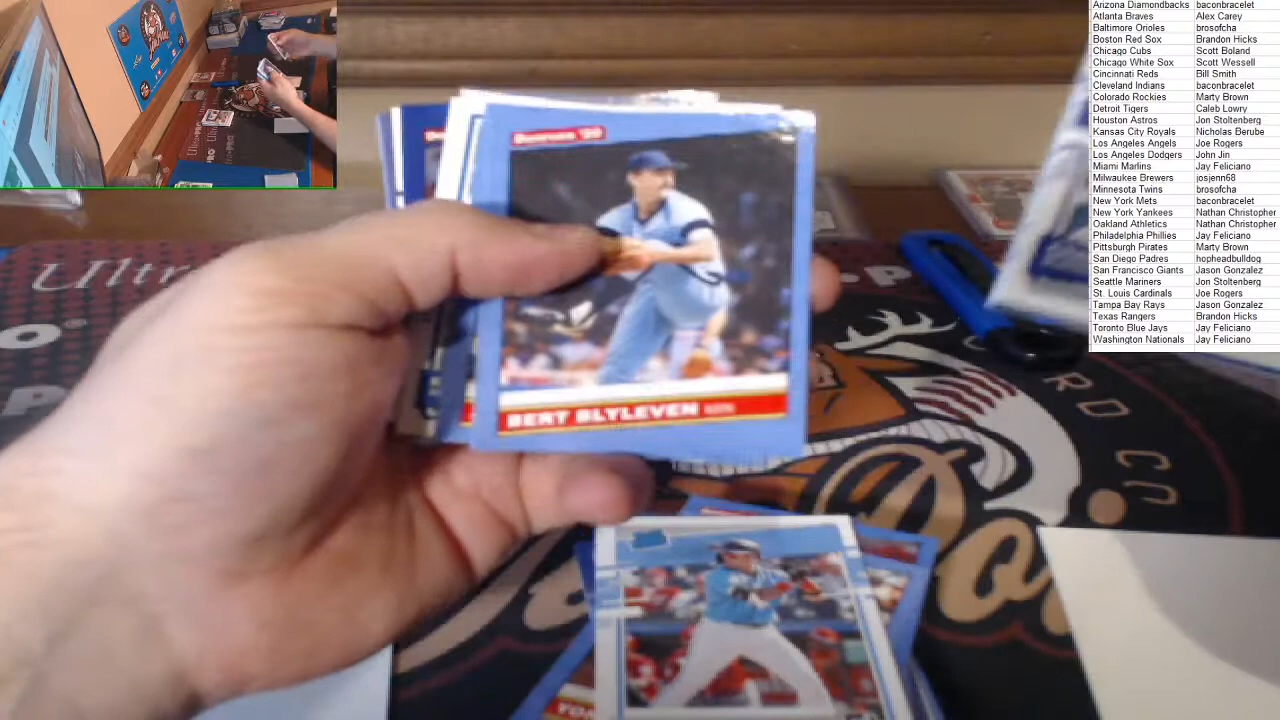 Arizona Diamondbacks baconbracelet
Atlanta Braves Alex Carey
Baltimore Orioles brosofcha
Boston Red Sox Brandon Hicks
Chicago Cubs Scott Boland
Chicago White Sox Scott Wessell
Cincinnati Reds Bill Smith
Cleveland Indians baconbracelet
Colorado Rockies Marty Brown
Detroit Tigers Caleb Lowry
Houston Astros Jon Stoltenberg
Kansas City Royals Nicholas Berube
Los Angeles Angels Joe Rogers
Los Angeles Dodgers John Jin
Miami Marlins Jay Feliciano
Milwaukee Brewers josjenn68
Minnesota Twins brosofcha
New York Mets baconbracelet
New York Yankees Nathan Christopher
Oakland Athletics Nathan Christopher
Philadelphia Phillies Jay Feliciano
Pittsburgh Pirates Marty Brown
San Diego Padres hopheadbulldog
San Francisco Giants Jason Gonzalez
Seattle Mariners Jon Stoltenberg
St. Louis Cardinals Joe Rogers
Tampa Bay Rays Jason Gonzalez
Texas Rangers Brandon Hicks
Toronto Blue Jays Jay Feliciano
Washington Nationals Jay Feliciano
BERT BLYLEVEN
Ultra